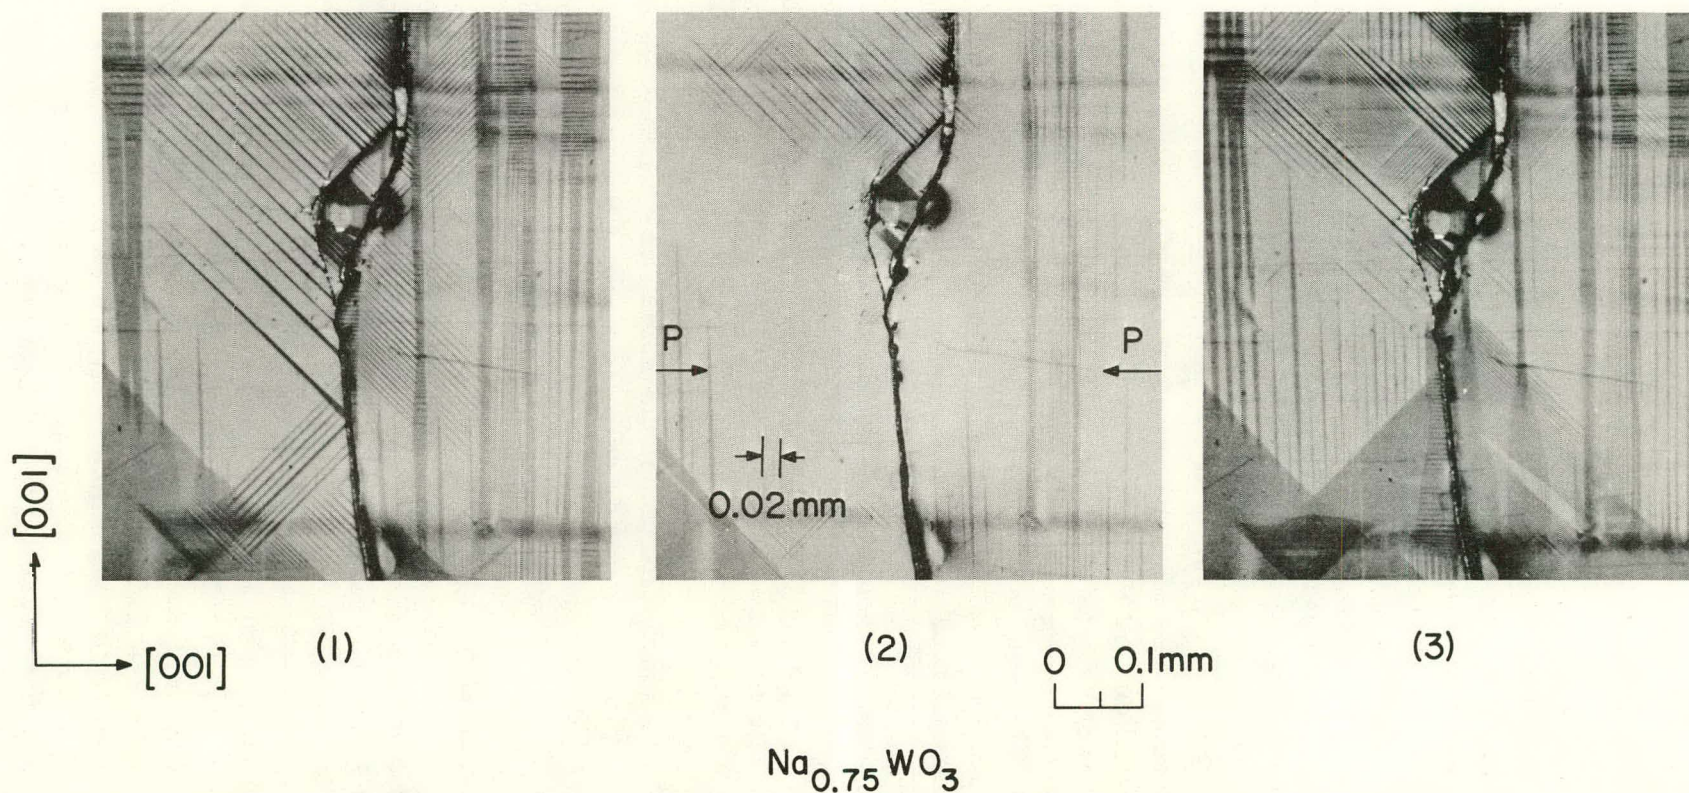 P P
0.02 mm
[001]
[001]
(1) (2) (3)
0 0.1mm
Na0.75WO3